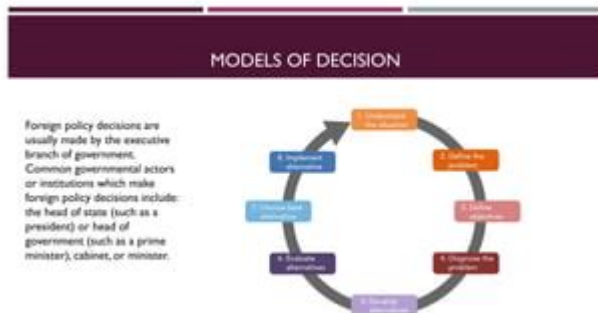 MODELS OF DECISION
Foreign policy decisions are
usually made by the executive
branch of government.
Common governmental actors
or institutions which make
foreign policy decisions include:
the head of state (such as a
president) or head of
government (such as a prime
minister), cabinet, or minister.
1. Understand
the situation
2. Define the
problem
3. Define
objectives
4. Diagnose the
problem
5. Develop
alternatives
6. Evaluate
alternatives
7. Choose best
alternative
8. Implement
alternative